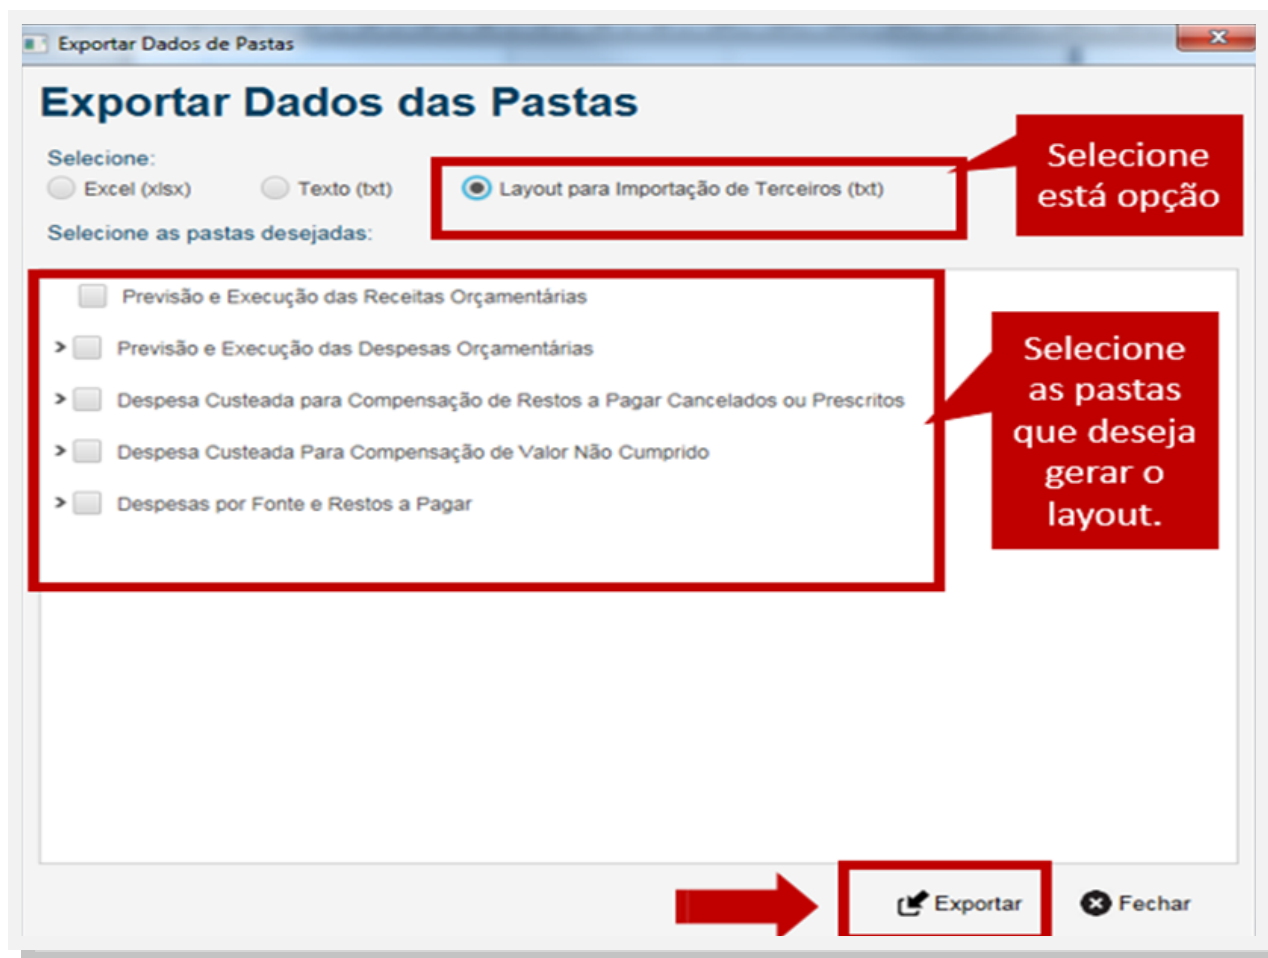 Exportar Dados de Pastas
Exportar Dados das Pastas
Selecione:
Excel (xlsx)
Texto (txt)
Layout para Importação de Terceiros (txt)
Selecione
está opção
Selecione as pastas desejadas:
Previsão e Execução das Receitas Orçamentárias
Previsão e Execução das Despesas Orçamentárias
Despesa Custeada para Compensação de Restos a Pagar Cancelados ou Prescritos
Despesa Custeada Para Compensação de Valor Não Cumprido
Despesas por Fonte e Restos a Pagar
Selecione
as pastas
que deseja
gerar o
layout.
Exportar
Fechar